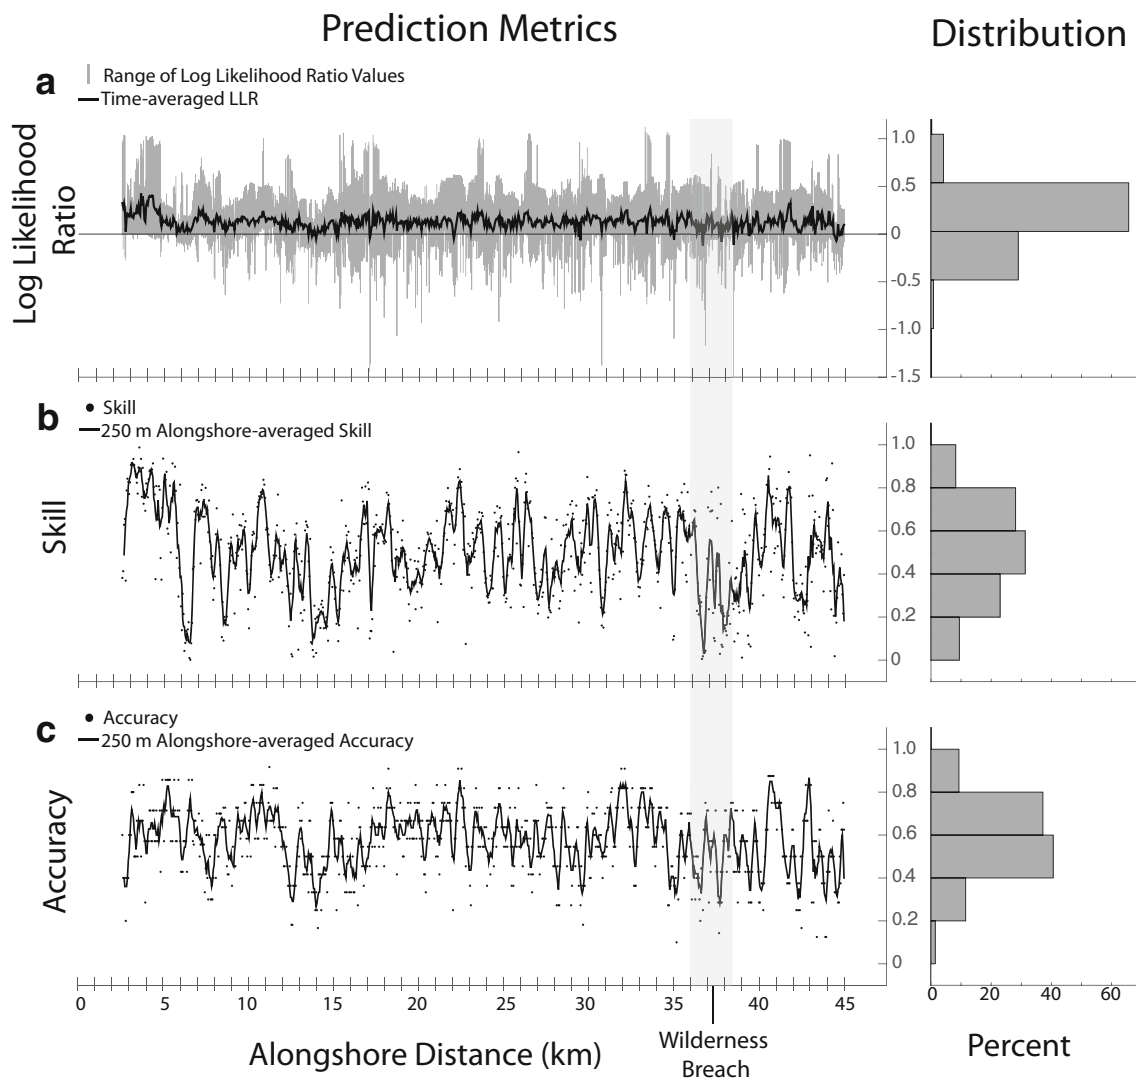 Prediction Metrics
Distribution
a
Range of Log Likelihood Ratio Values
Time-averaged LLR
Log Likelihood
Ratio
1.0
0.5
0
-0.5
-1.0
-1.5
b
Skill
250 m Alongshore-averaged Skill
Skill
1.0
0.8
0.6
0.4
0.2
0
c
Accuracy
250 m Alongshore-averaged Accuracy
Accuracy
1.0
0.8
0.6
0.4
0.2
0
0 5 10 15 20 25 30 35 40 45
0 20 40 60
Alongshore Distance (km)
Wilderness
Breach
Percent